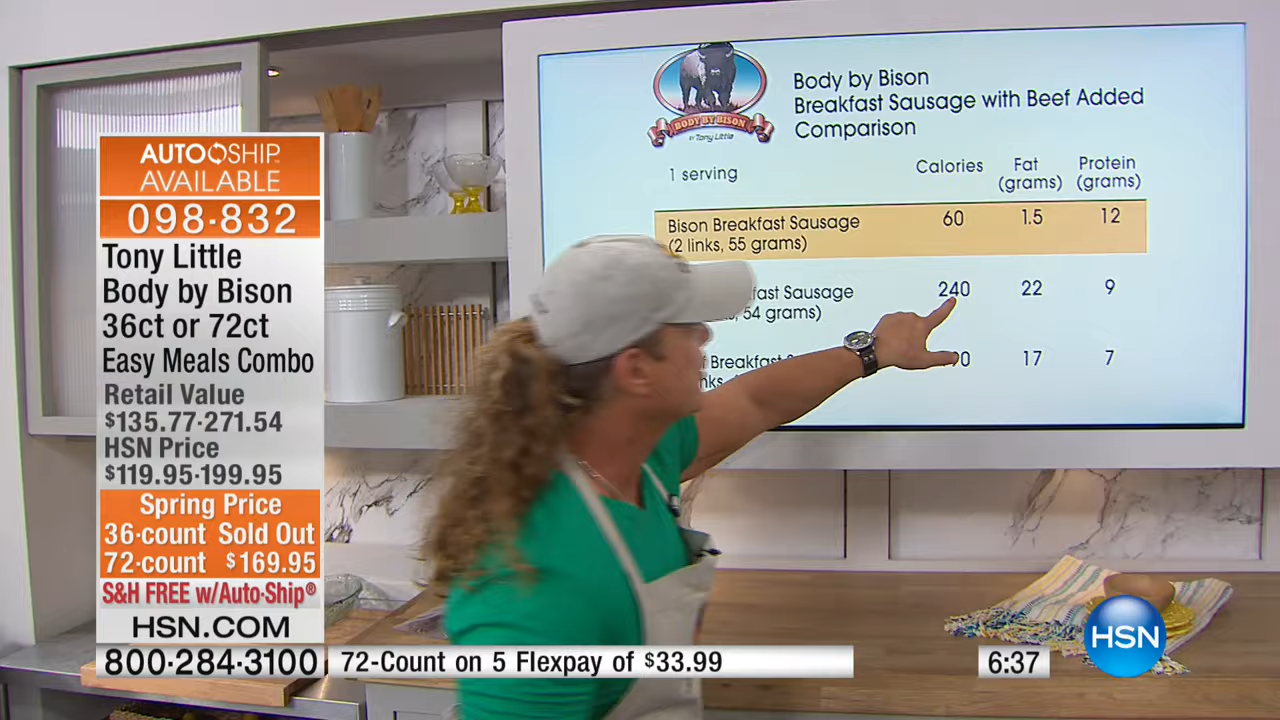 AUTOSHIP
AVAILABLE
098-832
Tony Little
Body by Bison
36ct or 72ct
Easy Meals Combo
Retail Value
$135.77-271.54
HSN Price
$119.95-199.95
Spring Price
36-count Sold Out
72-count $169.95
S&H FREE w/Auto-Ship®
HSN.COM
800-284-3100
72-Count on 5 Flexpay of $33.99
6:37
HSN
BODY BY BISON
BY Tony Little
Body by Bison
Breakfast Sausage with Beef Added
Comparison
1 serving
Calories Fat (grams) Protein (grams)
Bison Breakfast Sausage 60 1.5 12
(2 links, 55 grams)
Sausage 240 22 9
54 grams)
Breakfast 17 7